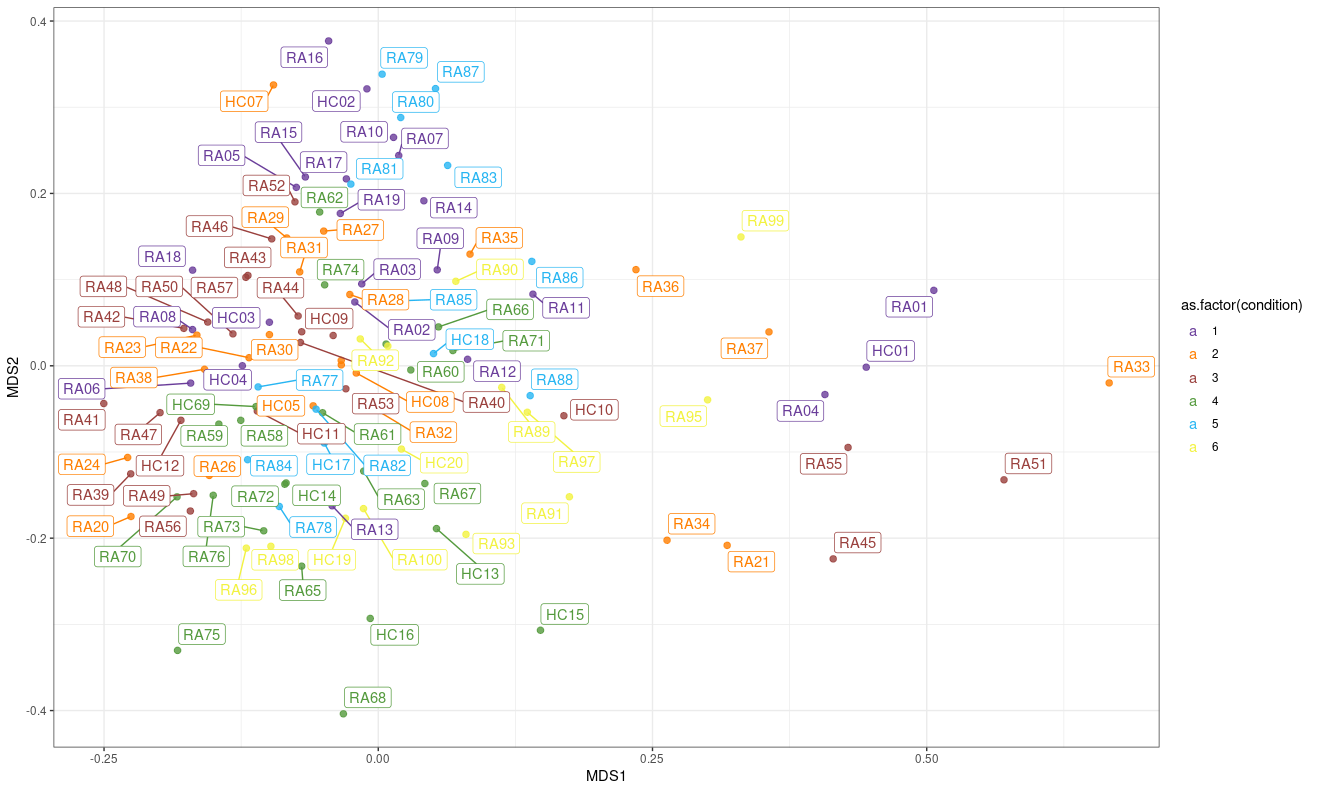 0.4
0.2
0.0
-0.2
-0.4
MDS2
RA16
RA79
RA87
HC07
HC02
RA80
RA15
RA10
RA07
RA05
RA17
RA81
RA83
RA52
RA62
RA19
RA14
RA99
RA46
RA29
RA27
RA09
RA35
RA18
RA43
RA31
RA74
RA03
RA90
RA86
RA36
RA48
RA50
RA57
RA44
RA28
RA85
RA66
RA11
RA01
RA42
RA08
HC03
HC09
RA02
HC18
RA71
RA23
RA22
RA30
RA92
RA60
RA12
RA37
HC01
RA33
RA06
RA38
HC04
RA77
RA88
RA41
HC69
HC05
RA53
HC08
RA40
HC10
RA95
RA04
RA47
RA59
RA58
HC11
RA61
RA32
RA89
RA24
HC12
RA26
RA84
HC17
RA82
HC20
RA97
RA55
RA51
RA39
RA49
RA72
HC14
RA63
RA67
RA20
RA56
RA73
RA78
RA13
RA91
RA34
RA70
RA76
RA98
HC19
RA100
RA93
RA21
RA45
RA96
RA65
HC13
RA75
HC16
HC15
RA68
-0.25
0.00
0.25
0.50
MDS1
as.factor(condition)
a 1
a 2
a 3
a 4
a 5
a 6